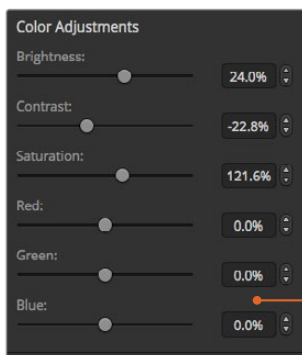 Color Adjustments
Brightness:
24.0%
Contrast:
-22.8%
Saturation:
121.6%
Red:
0.0%
Green:
0.0%
Blue:
0.0%